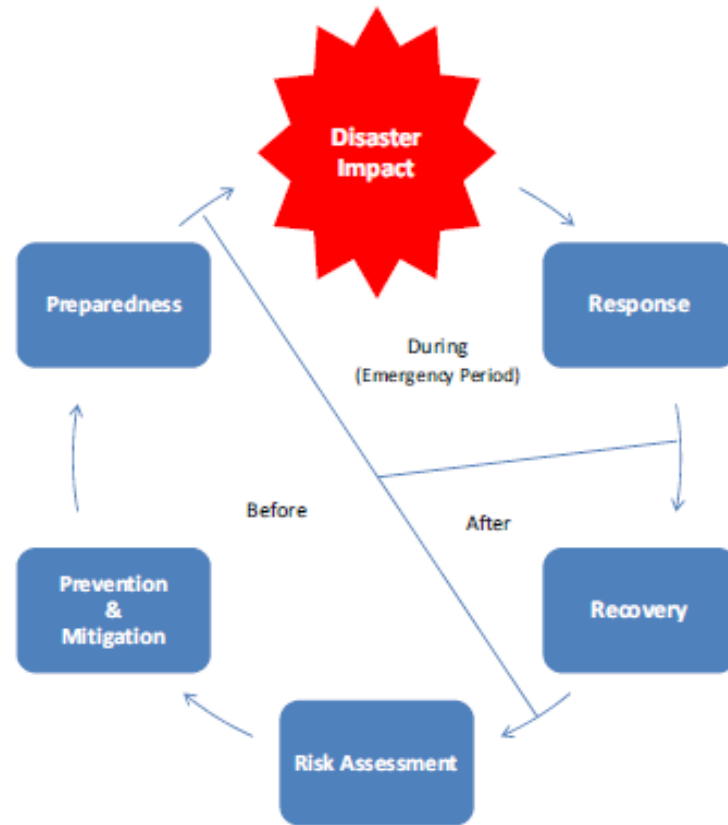 Disaster
Impact
Preparedness
Response
During
(Emergency Period)
Before
After
Prevention
&
Mitigation
Recovery
Risk Assessment